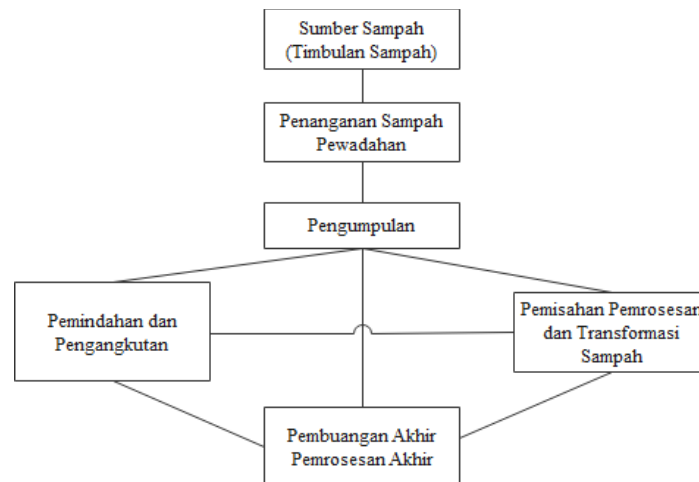 Sumber Sampah
(Timbulan Sampah)
Penanganan Sampah
Pewadahan
Pengumpulan
Pemindahan dan
Pengangkutan
Pemisahan Pemrosesan
dan Transformasi
Sampah
Pembuangan Akhir
Pemrosesan Akhir